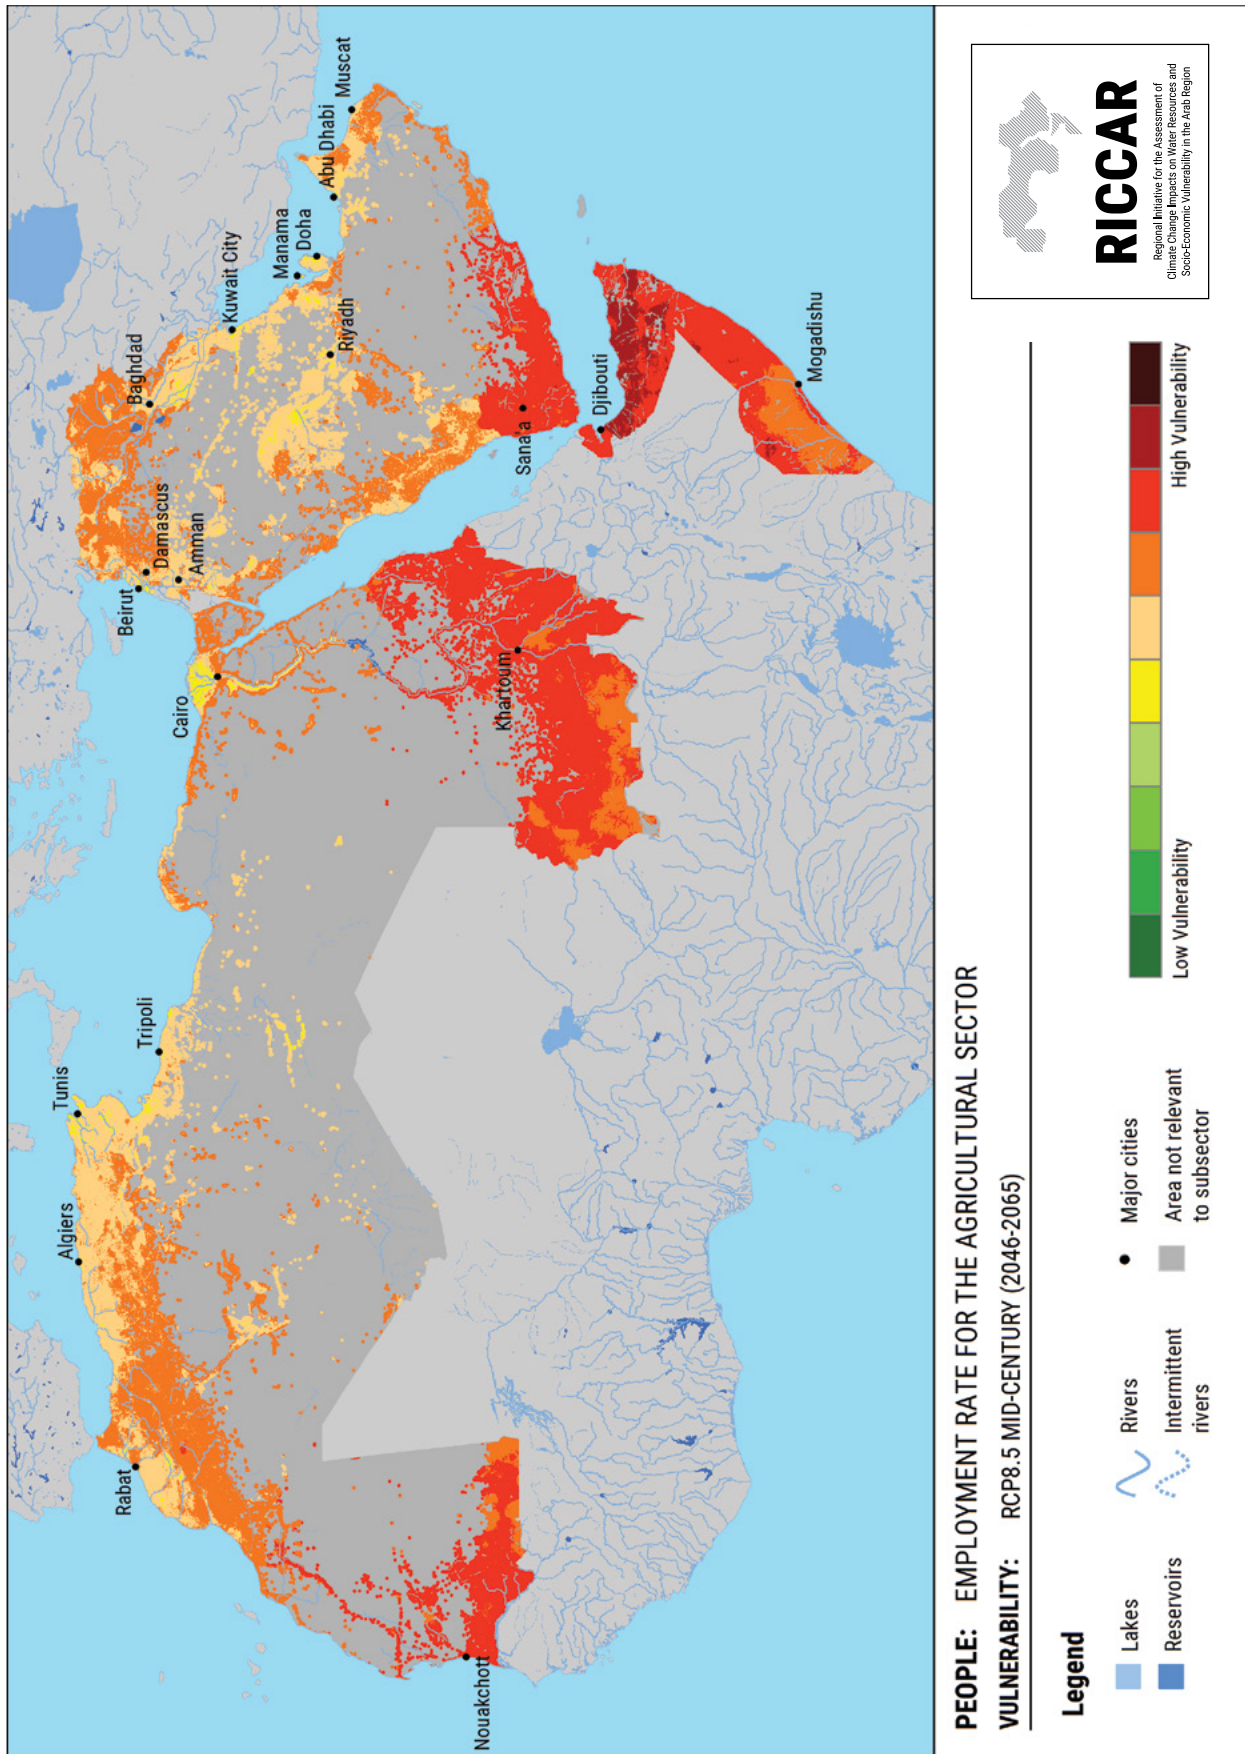 Rabat
Algiers
Tunis
Tripoli
Cairo
Beirut
Damascus
Amman
Baghdad
Kuwait City
Manama
Doha
Riyadh
Abu Dhabi
Muscat
Nouakchott
Khartoum
Sana'a
Djibouti
Mogadishu
PEOPLE: EMPLOYMENT RATE FOR THE AGRICULTURAL SECTOR
VULNERABILITY: RCP8.5 MID-CENTURY (2046-2065)
Legend
Lakes
Reservoirs
Rivers
Intermittent
rivers
Major cities
Area not relevant
to subsector
Low Vulnerability
High Vulnerability
RICCAR
Regional Initiative for the Assessment of
Climate Change Impacts on Water Resources and
Socio-Economic Vulnerability in the Arab Region